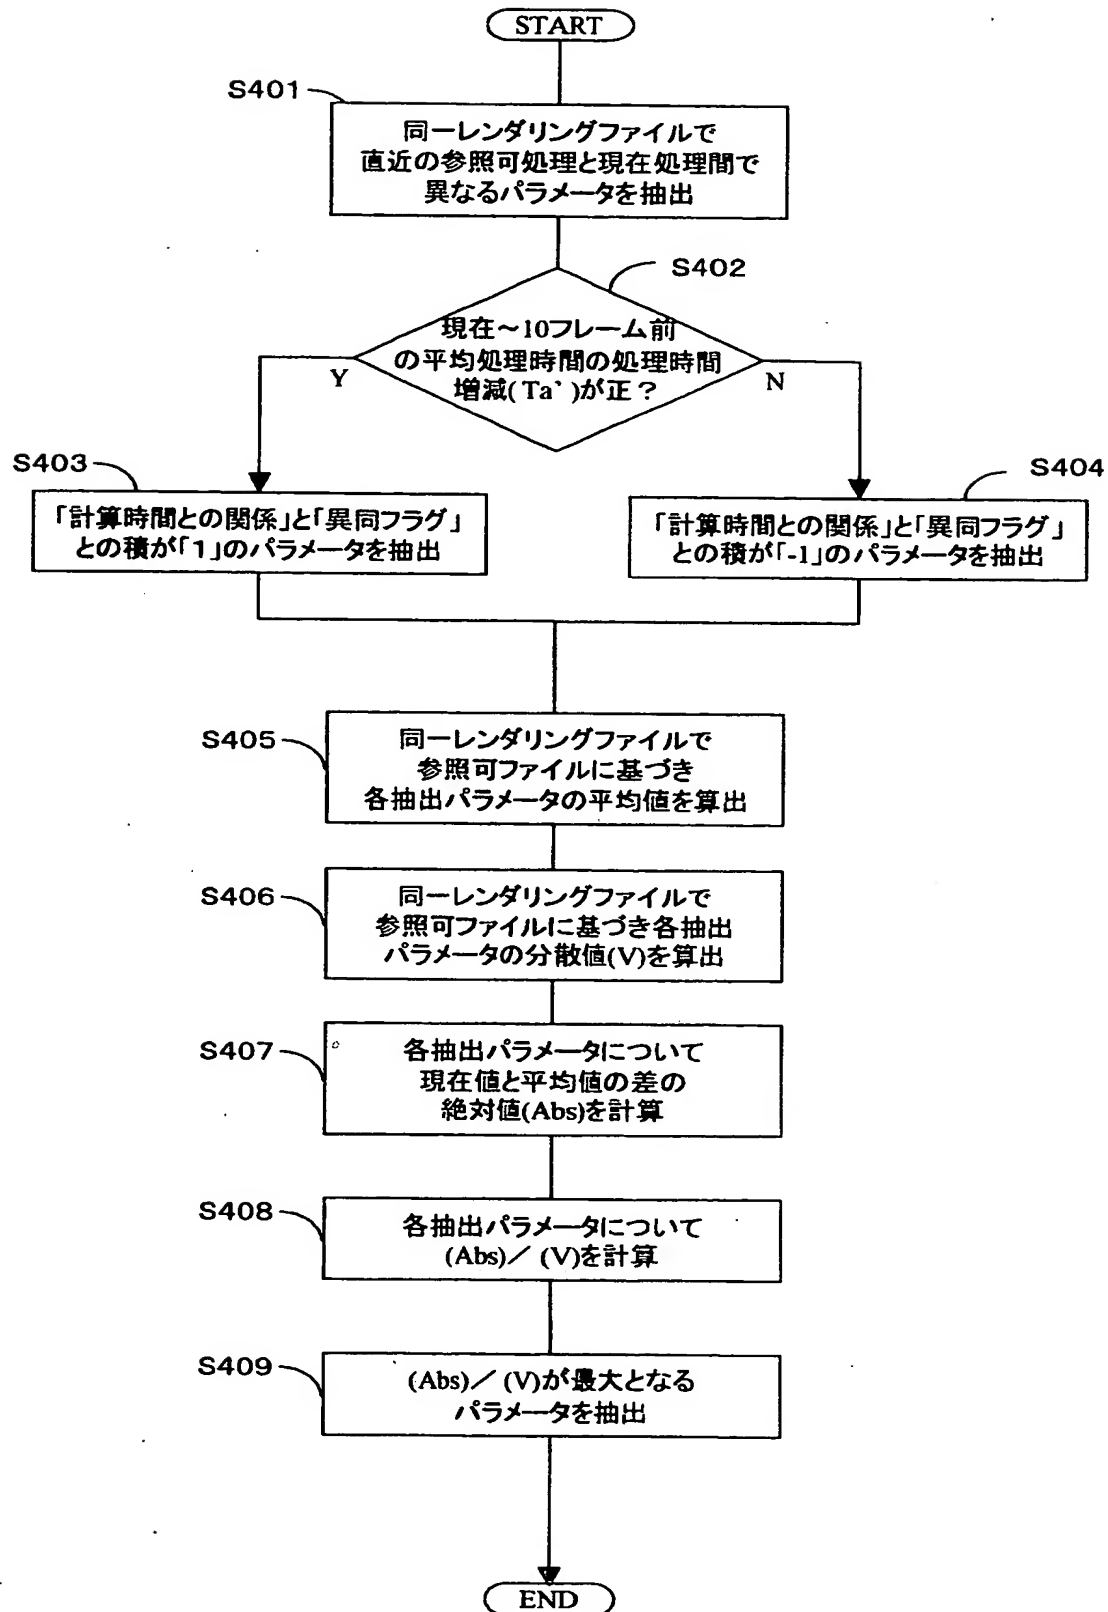 START
S401
同一レンダリングファイルで
直近の参照可処理と現在処理間で
異なるパラメータを抽出
S402
現在～10フレーム前
の平均処理時間の処理時間
増減(Ta')が正？
Y
N
S403
「計算時間との関係」と「異同フラグ」
との積が「1」のパラメータを抽出
S404
「計算時間との関係」と「異同フラグ」
との積が「-1」のパラメータを抽出
S405
同一レンダリングファイルで
参照可ファイルに基づき
各抽出パラメータの平均値を算出
S406
同一レンダリングファイルで
参照可ファイルに基づき各抽出
パラメータの分散値(V)を算出
S407
各抽出パラメータについて
現在値と平均値の差の
絶対値(Abs)を計算
S408
各抽出パラメータについて
(Abs)／(V)を計算
S409
(Abs)／(V)が最大となる
パラメータを抽出
END